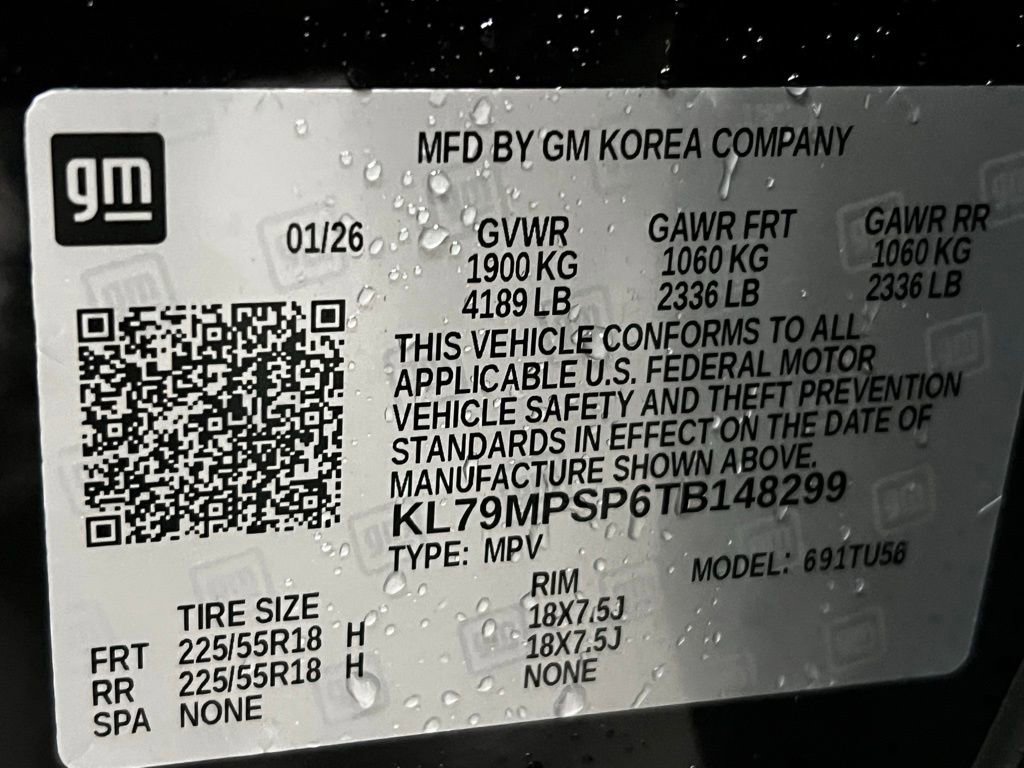 gm
MFD BY GM KOREA COMPANY
01/26 GVWR GAWR FRT GAWR RR
1900 KG 1060 KG 1060 KG
4189 LB 2336 LB 2336 LB
THIS VEHICLE CONFORMS TO ALL
APPLICABLE U.S. FEDERAL MOTOR
VEHICLE SAFETY AND THEFT PREVENTION
STANDARDS IN EFFECT ON THE DATE OF
MANUFACTURE SHOWN ABOVE.
KL79MPSP6TB148299
TYPE: MPV MODEL: 691TU56
TIRE SIZE RIM
FRT 225/55R18 H 18X7.5J
RR 225/55R18 H 18X7.5J
SPA NONE NONE